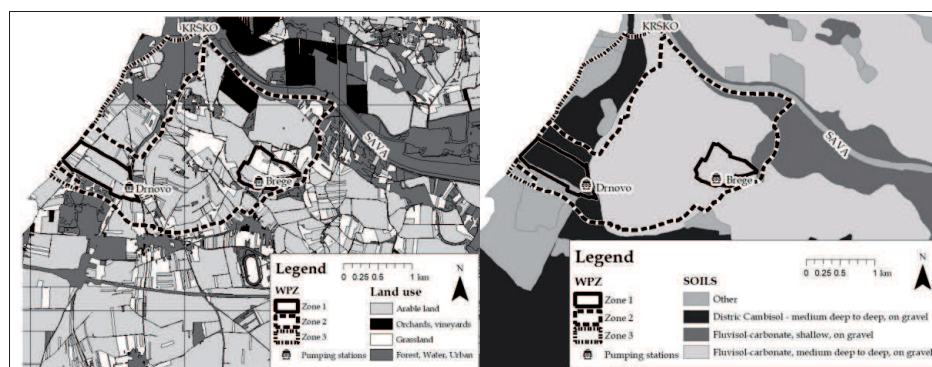 KRŠKO
SAVA
Drnovo
Brege
Legend
0 0.25 0.5 1 km
N
WPZ
Zone 1
Zone 2
Zone 3
Pumping stations
Land use
Arable land
Orchards, vineyards
Grassland
Forest, Water, Urban
KRŠKO
SAVA
Drnovo
Brege
Legend
0 0.25 0.5 1 km
N
WPZ
Zone 1
Zone 2
Zone 3
Pumping stations
SOILS
Other
Distric Cambisol - medium deep to deep, on gravel
Fluvisol-carbonate, shallow, on gravel
Fluvisol-carbonate, medium deep to deep, on gravel